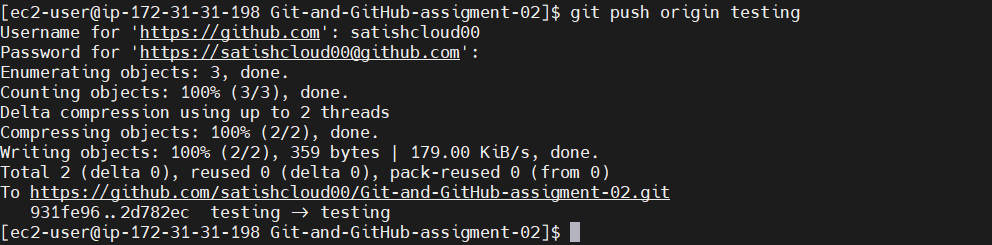 [ec2-user@ip-172-31-31-198 Git-and-GitHub-assigment-02]$ git push origin testing
Username for 'https://github.com': satishcloud00
Password for 'https://satishcloud00@github.com':
Enumerating objects: 3, done.
Counting objects: 100% (3/3), done.
Delta compression using up to 2 threads
Compressing objects: 100% (2/2), done.
Writing objects: 100% (2/2), 359 bytes | 179.00 KiB/s, done.
Total 2 (delta 0), reused 0 (delta 0), pack-reused 0 (from 0)
To https://github.com/satishcloud00/Git-and-GitHub-assigment-02.git
   931fe96..2d782ec  testing -> testing
[ec2-user@ip-172-31-31-198 Git-and-GitHub-assigment-02]$